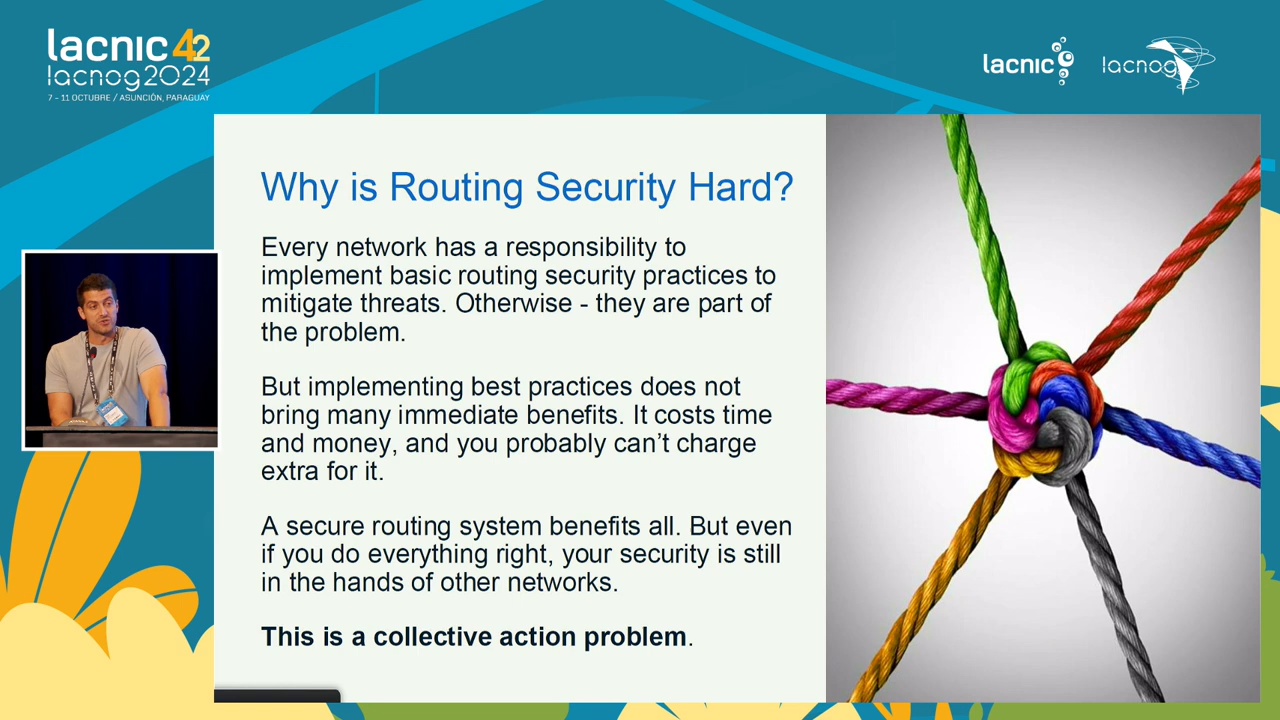 lacnic 42
lacnog2024
7 - 11 OCTUBRE / ASUNCIÓN, PARAGUAY
lacnic
lacnog
Why is Routing Security Hard?
Every network has a responsibility to
implement basic routing security practices to
mitigate threats. Otherwise - they are part of
the problem.
But implementing best practices does not
bring many immediate benefits. It costs time
and money, and you probably can’t charge
extra for it.
A secure routing system benefits all. But even
if you do everything right, your security is still
in the hands of other networks.
This is a collective action problem.